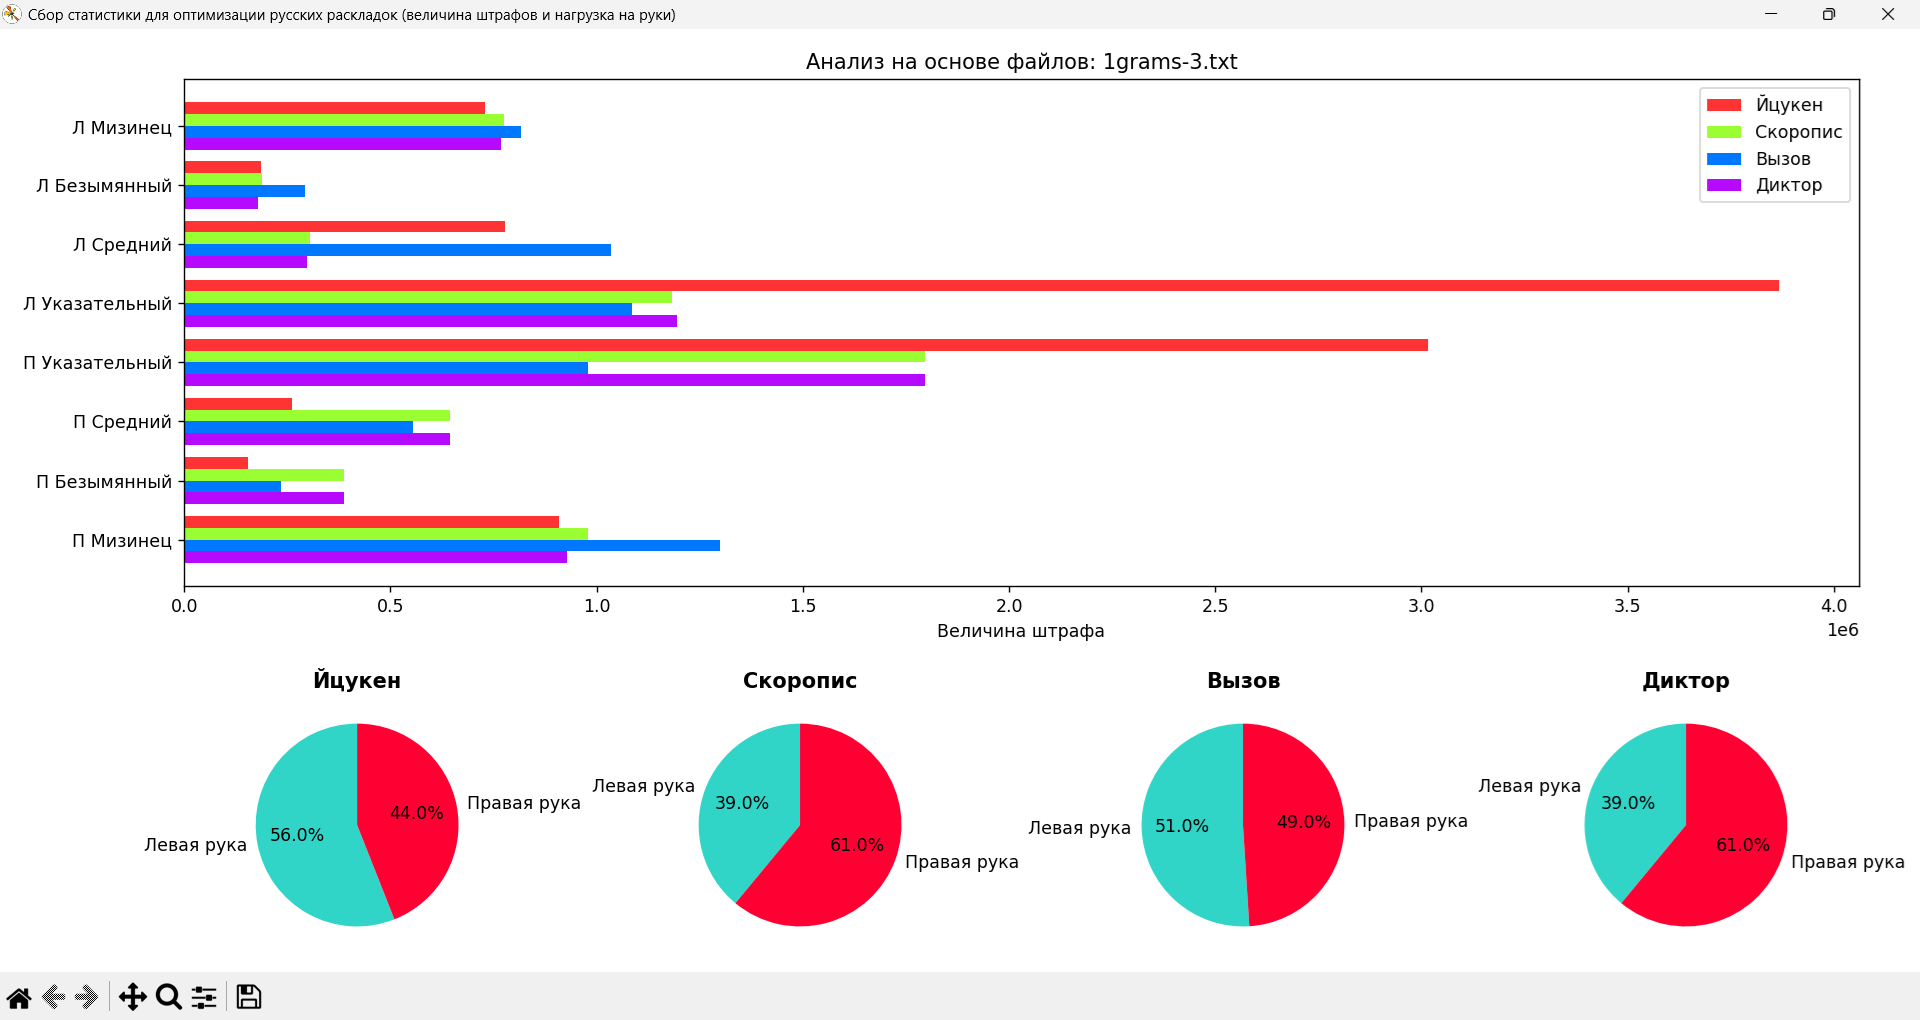 Сбор статистики для оптимизации русских раскладок (величина штрафов и нагрузка на руки)
Анализ на основе файлов: 1grams-3.txt
Йцукен
Скоропис
Вызов
Диктор
Л Мизинец
Л Безымянный
Л Средний
Л Указательный
П Указательный
П Средний
П Безымянный
П Мизинец
0.0 0.5 1.0 1.5 2.0 2.5 3.0 3.5 4.0
1e6
Величина штрафа
Йцукен
Левая рука
56.0%
44.0%
Правая рука
Скоропис
Левая рука
39.0%
61.0%
Правая рука
Вызов
Левая рука
51.0%
49.0%
Правая рука
Диктор
Левая рука
39.0%
61.0%
Правая рука